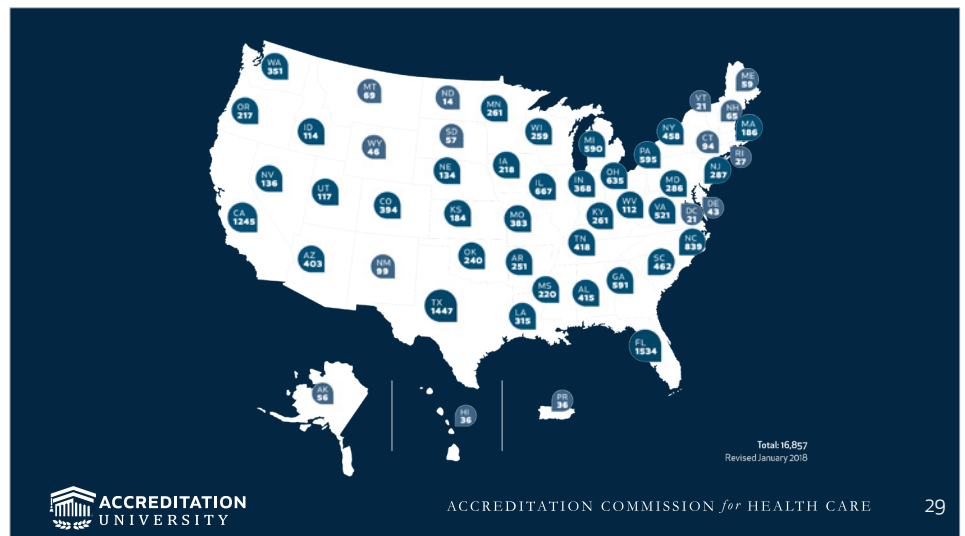 WA
351
MT
69
ND
14
MN
261
ME
59
VT
21
NH
65
OR
217
ID
114
WY
46
SD
57
WI
259
MI
590
NY
458
MA
186
CT
94
RI
27
PA
595
NJ
287
NV
136
UT
117
CO
394
NE
134
IA
218
IL
667
IN
368
OH
635
MD
286
WV
112
VA
521
DC
21
DE
43
CA
1245
KS
184
MO
383
KY
261
NC
839
AZ
403
NM
99
OK
240
AR
251
TN
418
SC
462
TX
1447
LA
315
MS
220
AL
415
GA
591
FL
1534
AK
56
HI
36
PR
36
Total: 16,857
Revised January 2018
ACCREDITATION
UNIVERSITY
ACCREDITATION COMMISSION for HEALTH CARE
29